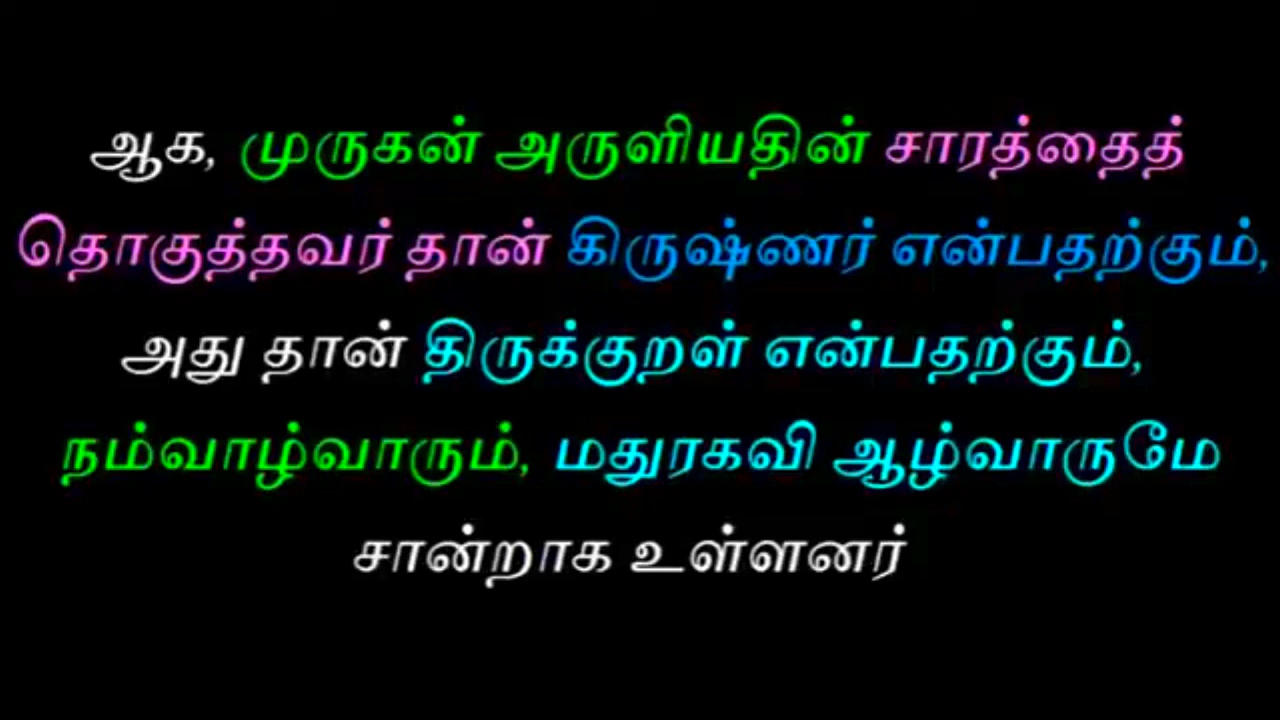 ஆக, முருகன் அருளியதின் சாரத்தைத்
தொகுத்தவர் தான் கிருஷ்ணர் என்பதற்கும்,
அது தான் திருக்குறள் என்பதற்கும்,
நம்வாழ்வாரும், மதுரகவி ஆழ்வாருமே
சான்றாக உள்ளனர்